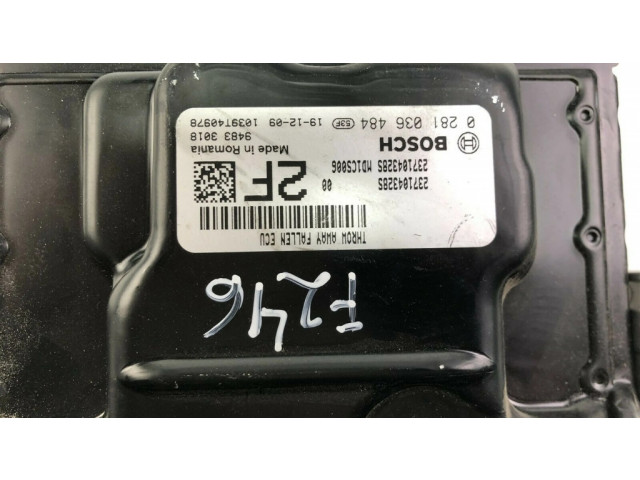 THROW AWAY FALLEN ECU
2F
00
237104328S
237104328S MD1CS006
Made in Romania
9483 3018
BOSCH
0 281 036 484 53F 19-12-09 1039T40978
F246